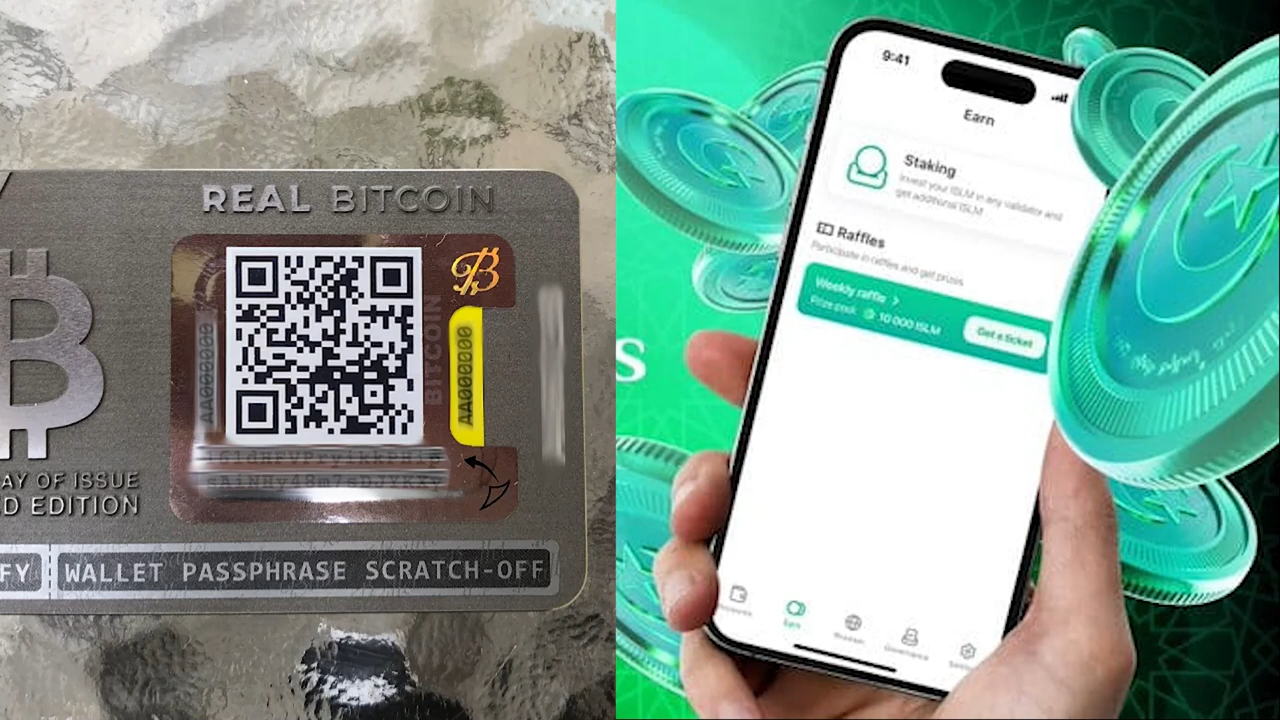 REAL BITCOIN
BITCOIN
AA000000
AA000000
AY OF ISSUE
D EDITION
FY
WALLET PASSPHRASE SCRATCH-OFF
s
9:41
Earn
Staking
Invest your ISLM in any validator and
get additional ISLM
Raffles
Participate in raffles and get prizes
Weekly raffle >
Prize pool: 10 000 ISLM
Get a ticket
Earn
Browser
Governance